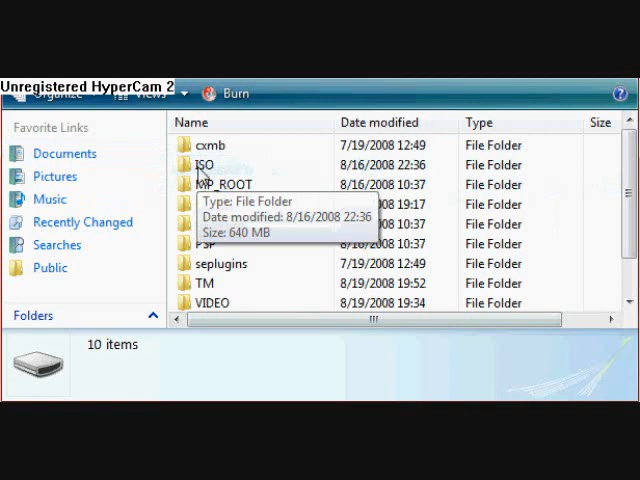 Unregistered HyperCam 2
Organize Views Burn
Favorite Links
Documents
Pictures
Music
Recently Changed
Searches
Public
Folders
Name Date modified Type Size
cxmb 7/19/2008 12:49 File Folder
ISO 8/16/2008 22:36 File Folder
MP_ROOT 8/16/2008 10:37 File Folder
8/19/2008 19:17 File Folder
8/16/2008 10:37 File Folder
PSP 8/16/2008 10:37 File Folder
seplugins 7/19/2008 12:49 File Folder
TM 8/19/2008 19:52 File Folder
VIDEO 8/19/2008 19:34 File Folder
Type: File Folder
Date modified: 8/16/2008 22:36
Size: 640 MB
10 items